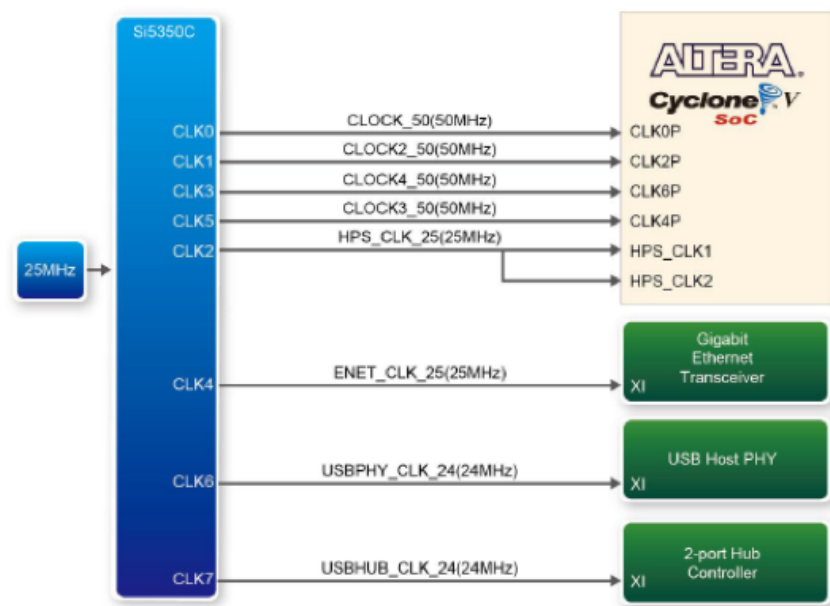 Si5350C
ALTERA®
Cyclone V
SoC
CLK0 CLOCK_50(50MHz) CLK0P
CLK1 CLOCK2_50(50MHz) CLK2P
CLK3 CLOCK4_50(50MHz) CLK6P
CLK5 CLOCK3_50(50MHz) CLK4P
CLK2 HPS_CLK_25(25MHz) HPS_CLK1
25MHz
HPS_CLK2
Gigabit
Ethernet
Transceiver
CLK4 ENET_CLK_25(25MHz) XI
USB Host PHY
CLK6 USBPHY_CLK_24(24MHz) XI
2-port Hub
Controller
CLK7 USBHUB_CLK_24(24MHz) XI